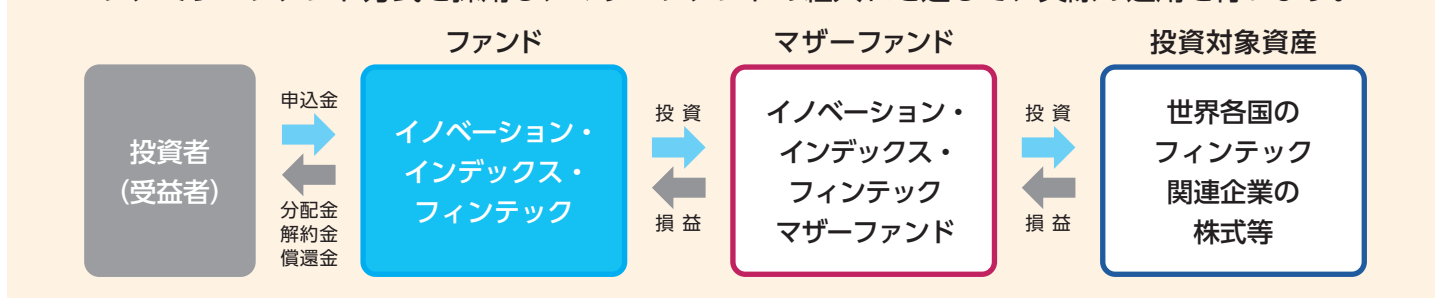 ファンド
マザーファンド
投資対象資産
投資者
（受益者）
申込金
分配金
解約金
償還金
イノベーション・
インデックス・
フィンテック
投資
損益
イノベーション・
インデックス・
フィンテック
マザーファンド
投資
損益
世界各国の
フィンテック
関連企業の
株式等